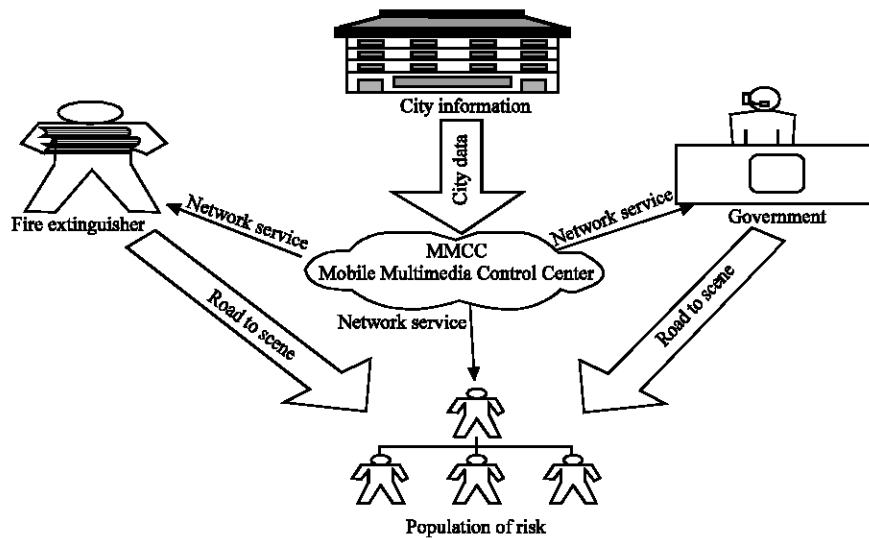 City information
City data
Fire extinguisher
Network service
Network service
Government
MMCC
Mobile Multimedia Control Center
Network service
Road to scene
Road to scene
Population of risk